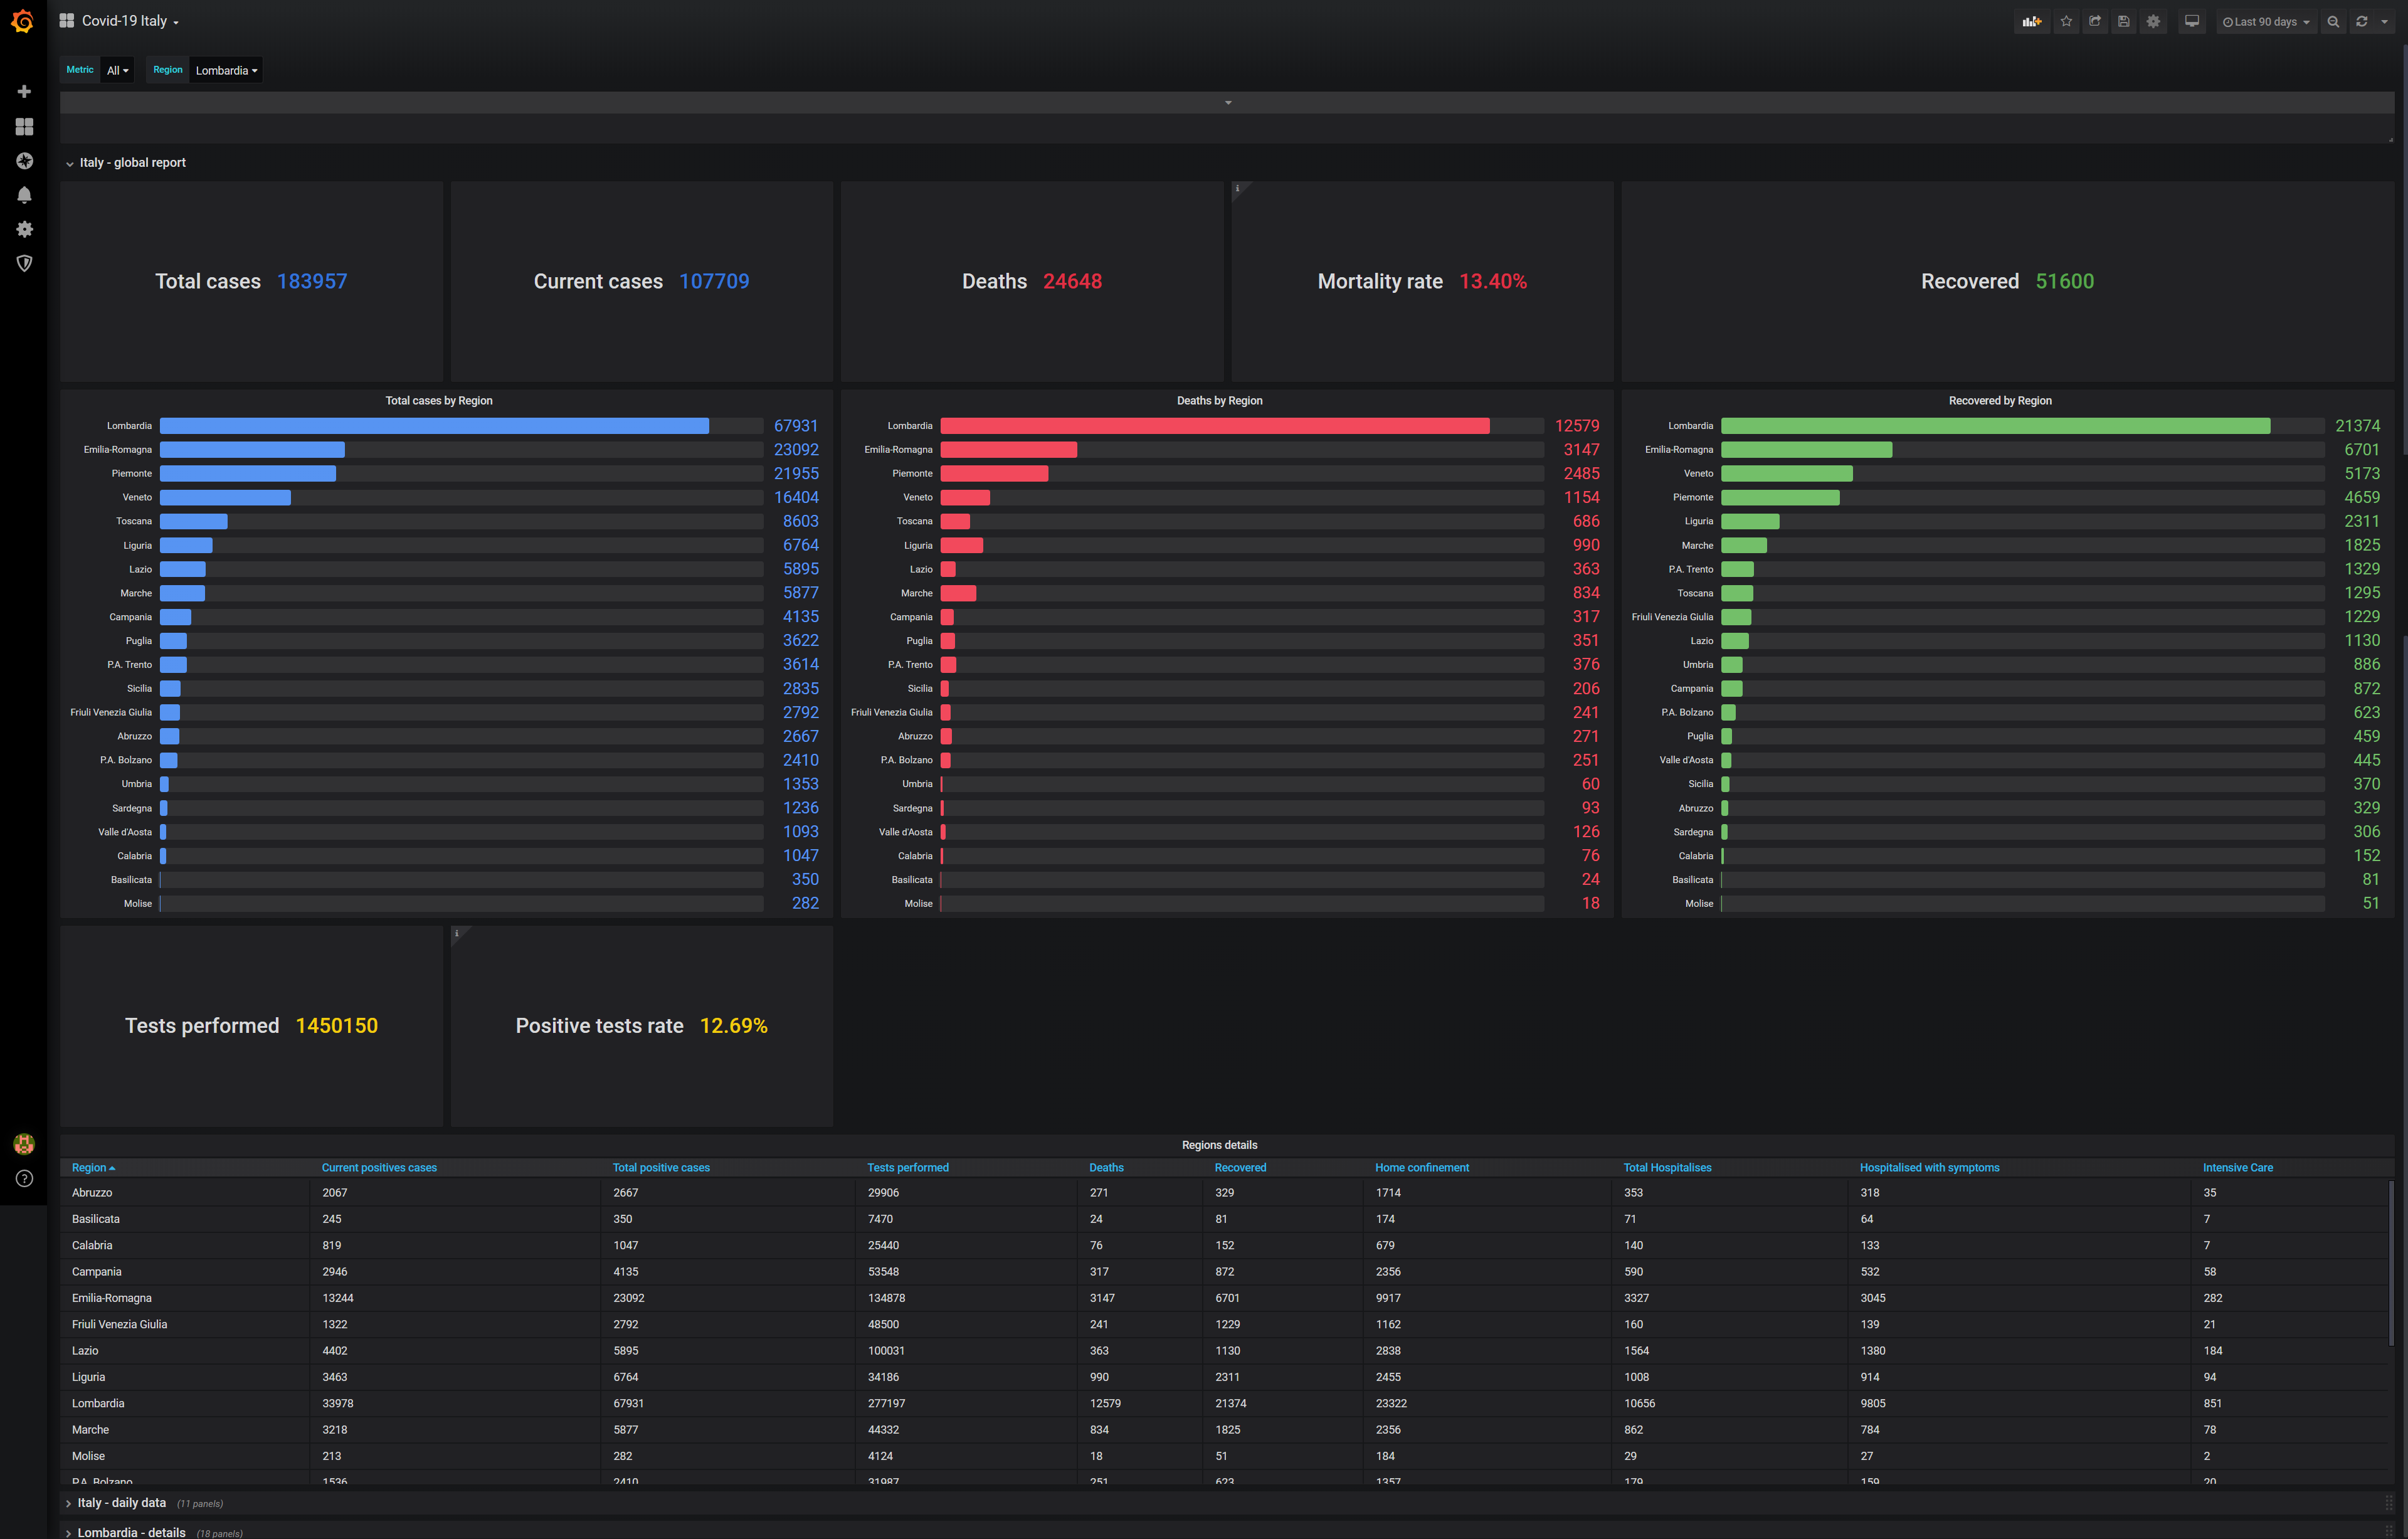 Covid-19 Italy
Last 90 days
Metric All Region Lombardia
Italy - global report
Total cases 183957
Current cases 107709
Deaths 24648
Mortality rate 13.40%
Recovered 51600
Total cases by Region
Lombardia 67931
Emilia-Romagna 23092
Piemonte 21955
Veneto 16404
Toscana 8603
Liguria 6764
Lazio 5895
Marche 5877
Campania 4135
Puglia 3622
P.A. Trento 3614
Sicilia 2835
Friuli Venezia Giulia 2792
Abruzzo 2667
P.A. Bolzano 2410
Umbria 1353
Sardegna 1236
Valle d'Aosta 1093
Calabria 1047
Basilicata 350
Molise 282
Deaths by Region
Lombardia 12579
Emilia-Romagna 3147
Piemonte 2485
Veneto 1154
Toscana 686
Liguria 990
Lazio 363
Marche 834
Campania 317
Puglia 351
P.A. Trento 376
Sicilia 206
Friuli Venezia Giulia 241
Abruzzo 271
P.A. Bolzano 251
Umbria 60
Sardegna 93
Valle d'Aosta 126
Calabria 76
Basilicata 24
Molise 18
Recovered by Region
Lombardia 21374
Emilia-Romagna 6701
Veneto 5173
Piemonte 4659
Liguria 2311
Marche 1825
P.A. Trento 1329
Toscana 1295
Friuli Venezia Giulia 1229
Lazio 1130
Umbria 886
Campania 872
P.A. Bolzano 623
Puglia 459
Valle d'Aosta 445
Sicilia 370
Abruzzo 329
Sardegna 306
Calabria 152
Basilicata 81
Molise 51
Tests performed 1450150
Positive tests rate 12.69%
Regions details
Region Current positives cases Total positive cases Tests performed Deaths Recovered Home confinement Total Hospitalises Hospitalised with symptoms Intensive Care
Abruzzo 2067 2667 29906 271 329 1714 353 318 35
Basilicata 245 350 7470 24 81 174 71 64 7
Calabria 819 1047 25440 76 152 679 140 133 7
Campania 2946 4135 53548 317 872 2356 590 532 58
Emilia-Romagna 13244 23092 134878 3147 6701 9917 3327 3045 282
Friuli Venezia Giulia 1322 2792 48500 241 1229 1162 160 139 21
Lazio 4402 5895 100031 363 1130 2838 1564 1380 184
Liguria 3463 6764 34186 990 2311 2455 1008 914 94
Lombardia 33978 67931 277197 12579 21374 23322 10656 9805 851
Marche 3218 5877 44332 834 1825 2356 862 784 78
Molise 213 282 4124 18 51 184 29 27 2
P.A. Bolzano 1536 2410 31987 251 623 1357 179 159 20
Italy - daily data (11 panels)
Lombardia - details (18 panels)